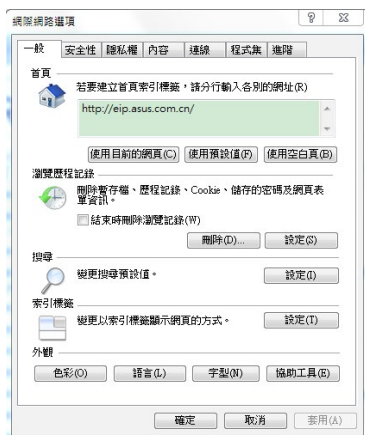 網際網路選項
一般 安全性 隱私權 內容 連線 程式集 進階
首頁
若要建立首頁索引標籤，請分行輸入各別的網址(R)
http://eip.asus.com.cn/
使用目前的網頁(C) 使用預設值(F) 使用空白頁(B)
瀏覽歷程記錄
刪除暫存檔、歷程記錄、Cookie、儲存的密碼及網頁表
單資訊。
結束時刪除瀏覽記錄(W)
刪除(D)... 設定(S)
搜尋
變更搜尋預設值。 設定(I)
索引標籤
變更以索引標籤顯示網頁的方式。 設定(T)
外觀
色彩(O) 語言(L) 字型(N) 協助工具(E)
確定 取消 套用(A)